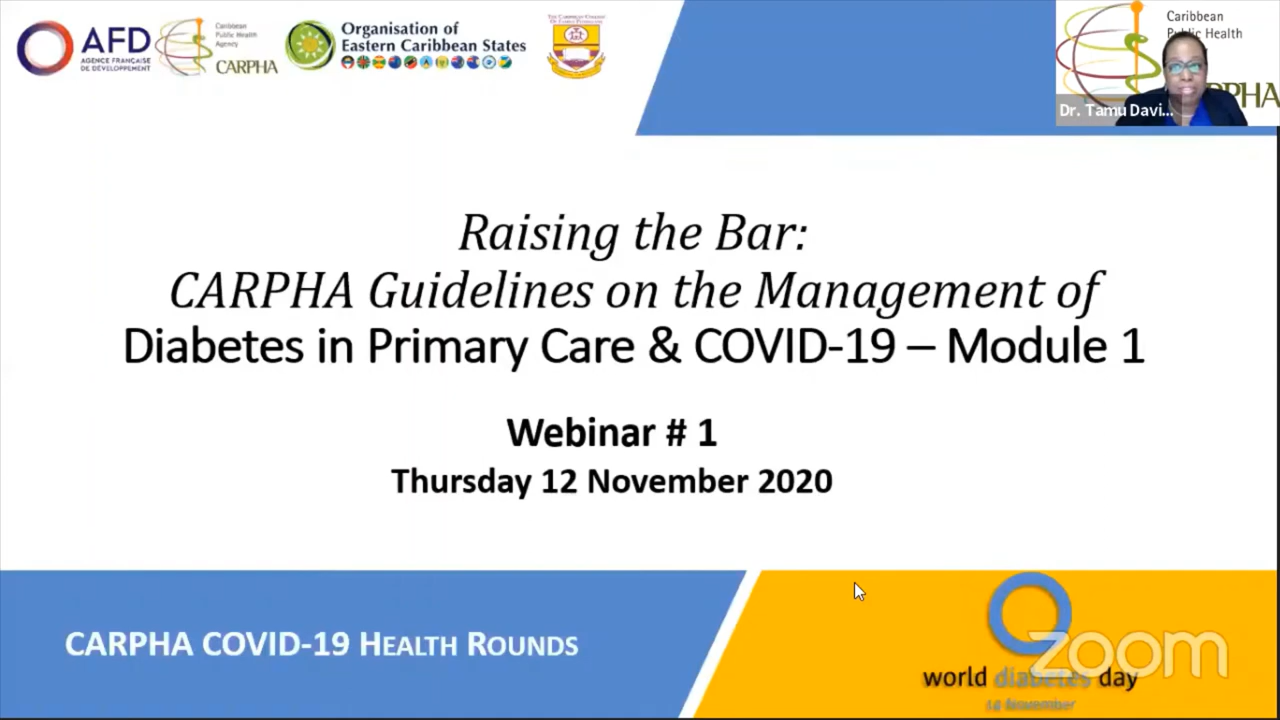 AFD
AGENCE FRANÇAISE
DE DÉVELOPPEMENT
Caribbean
Public Health
Agency
CARPHA
Organisation of
Eastern Caribbean States
Caribbean
Public Health
Dr. Tamu Davi...
Raising the Bar:
CARPHA Guidelines on the Management of
Diabetes in Primary Care & COVID-19 – Module 1
Webinar # 1
Thursday 12 November 2020
CARPHA COVID-19 HEALTH ROUNDS
zoom
world diabetes day
14 November